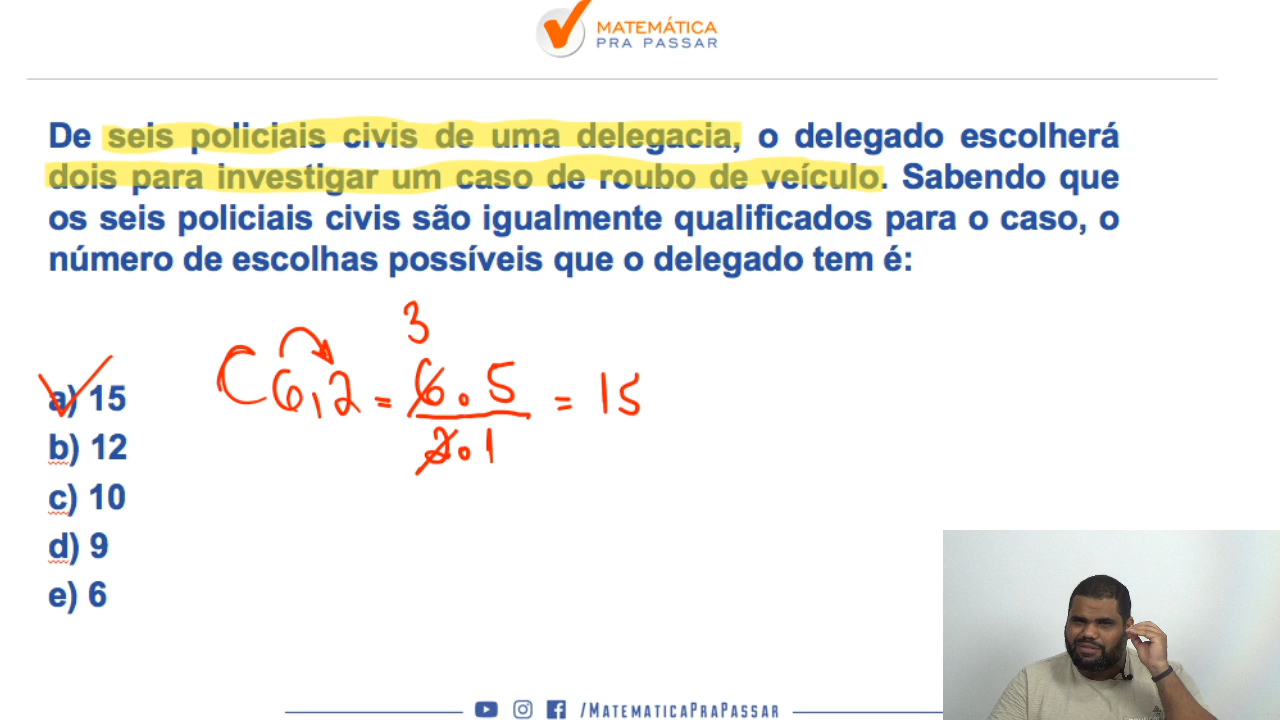 MATEMÁTICA
PRA PASSAR
De seis policiais civis de uma delegacia, o delegado escolherá
dois para investigar um caso de roubo de veículo. Sabendo que
os seis policiais civis são igualmente qualificados para o caso, o
número de escolhas possíveis que o delegado tem é:
3
C6,2 = 6.5 = 15
2.1
a) 15
b) 12
c) 10
d) 9
e) 6
/MATEMATICAPRAPASSAR